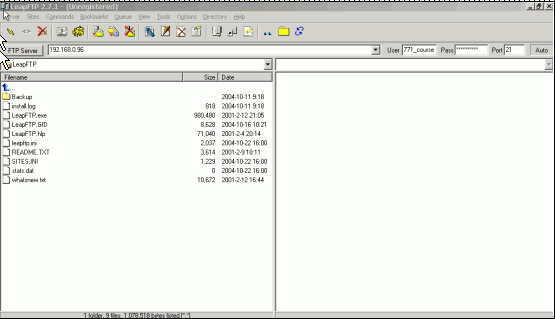 LeapFTP 2.7.1 - (Unregistered)
Server Sites Commands Bookmarks Queue View Tools Options Directory Help
FTP Server 192.168.0.96 User 771_course Pass ********** Port 21 Auto
LeapFTP
Filename Size Date
..
Backup 2004-10-11 9:18
install.log 818 2004-10-11 9:18
LeapFTP.exe 980,480 2001-2-12 21:05
LeapFTP.GID 8,628 2004-10-16 10:21
LeapFTP.hlp 71,040 2001-2-4 20:14
leapftp.ini 2,037 2004-10-22 16:00
README.TXT 3,614 2001-2-9 18:11
SITES.INI 1,229 2004-10-22 16:00
stats.dat 0 2004-10-22 16:00
whatsnew.txt 10,672 2001-2-12 16:44
1 folder, 9 files, 1,078,518 bytes listed [*.*]